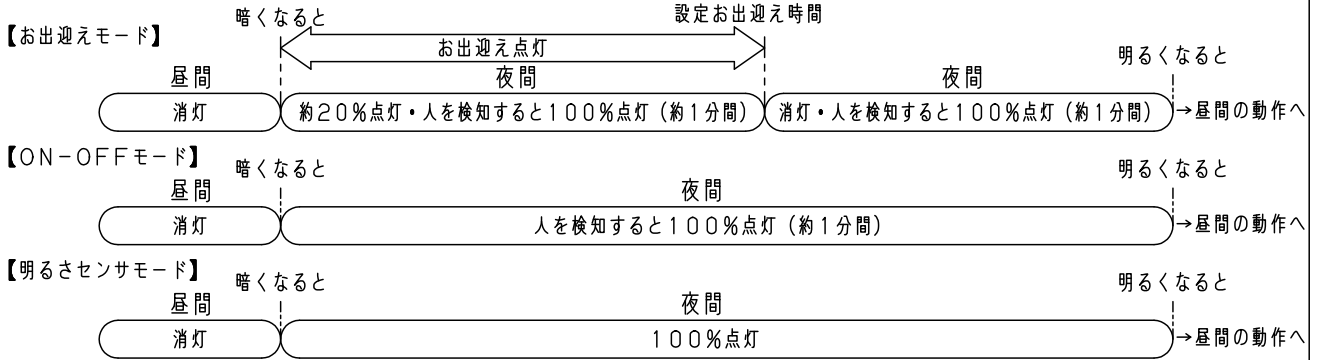 【お出迎えモード】
暗くなると
設定お出迎え時間
お出迎え点灯
明るくなると
昼間
夜間
夜間
消灯
約20%点灯・人を検知すると100%点灯(約1分間)
消灯・人を検知すると100%点灯(約1分間)
→昼間の動作へ
【ON-OFFモード】
暗くなると
明るくなると
昼間
夜間
消灯
人を検知すると100%点灯(約1分間)
→昼間の動作へ
【明るさセンサモード】
暗くなると
明るくなると
昼間
夜間
消灯
100%点灯
→昼間の動作へ